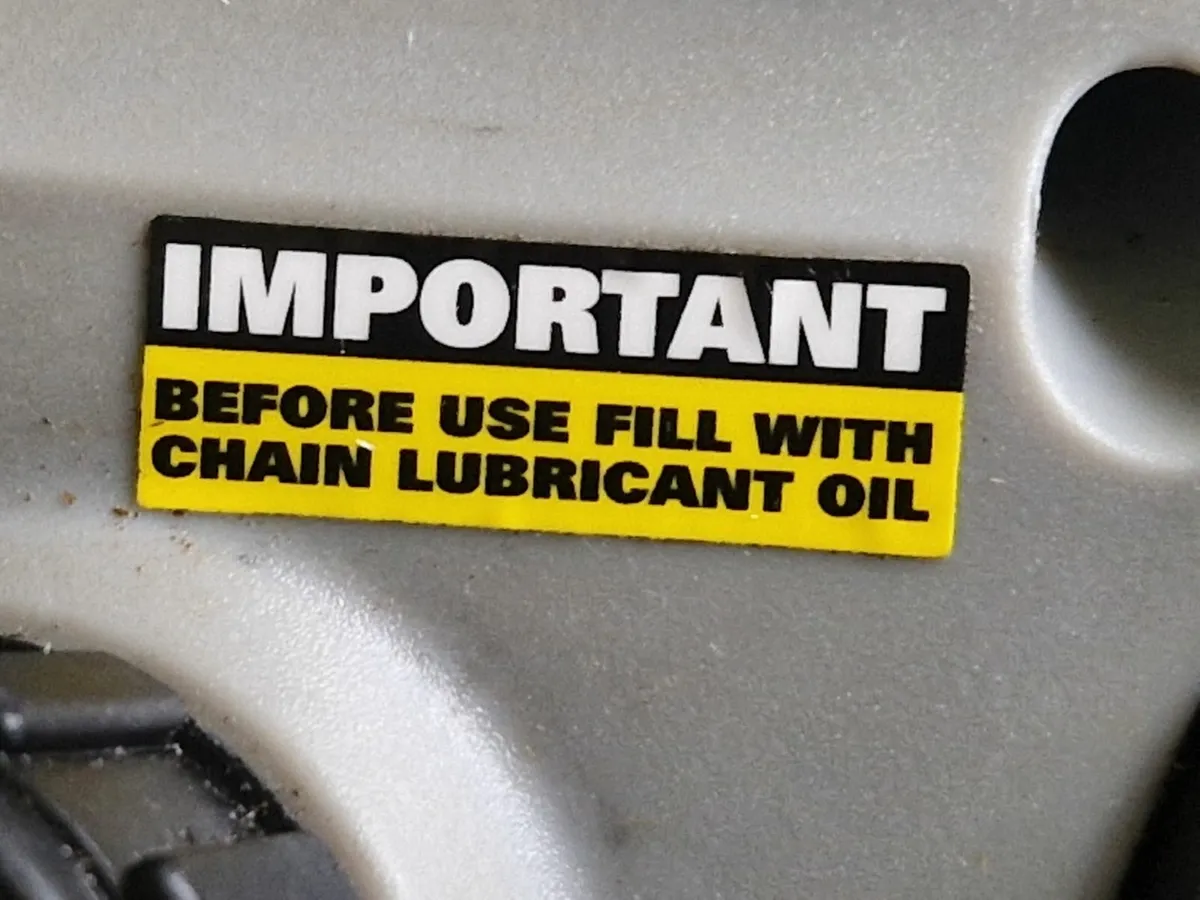 IMPORTANT
BEFORE USE FILL WITH
CHAIN LUBRICANT OIL